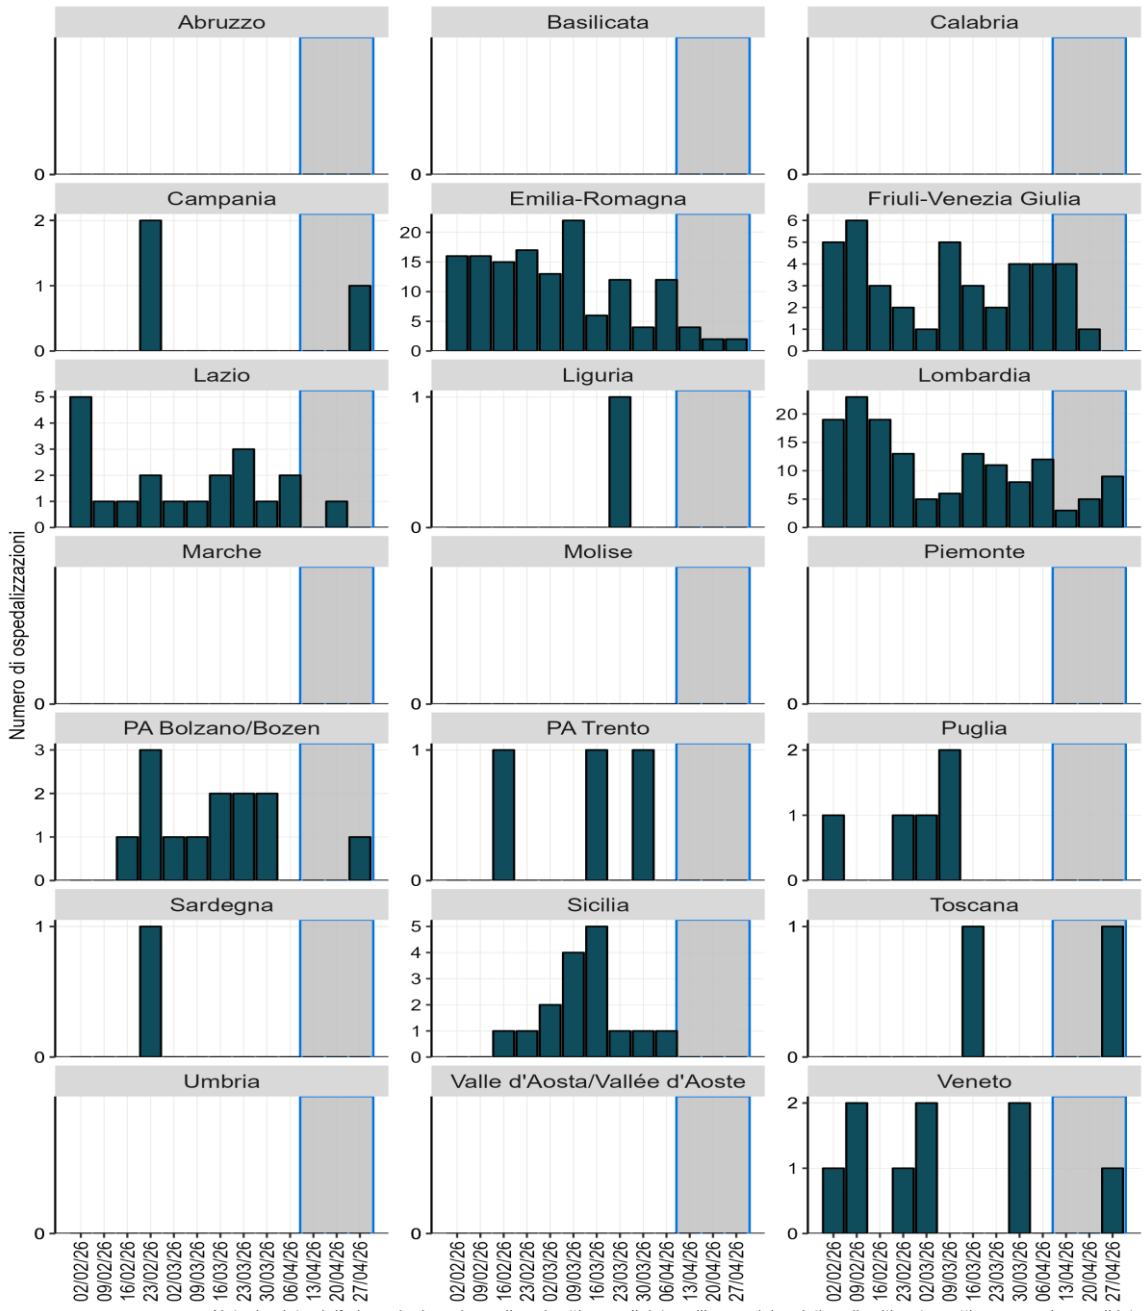 Abruzzo Basilicata Calabria
0 0 0
Campania Emilia-Romagna Friuli-Venezia Giulia
2 1 0
20 15 10 5 0
6 5 4 3 2 1 0
Lazio Liguria Lombardia
5 4 3 2 1 0
1 0
20 15 10 5 0
Numero di ospedalizzazioni
Marche Molise Piemonte
0 0 0
PA Bolzano/Bozen PA Trento Puglia
3 2 1 0
1 0
2 1 0
Sardegna Sicilia Toscana
1 0
5 4 3 2 1 0
1 0
Umbria Valle d'Aosta/Vallée d'Aoste Veneto
0 0
2 1 0
02/02/26 09/02/26 16/02/26 23/02/26 02/03/26 09/03/26 16/03/26 23/03/26 30/03/26 06/04/26 13/04/26 20/04/26 27/04/26
02/02/26 09/02/26 16/02/26 23/02/26 02/03/26 09/03/26 16/03/26 23/03/26 30/03/26 06/04/26 13/04/26 20/04/26 27/04/26
02/02/26 09/02/26 16/02/26 23/02/26 02/03/26 09/03/26 16/03/26 23/03/26 30/03/26 06/04/26 13/04/26 20/04/26 27/04/26